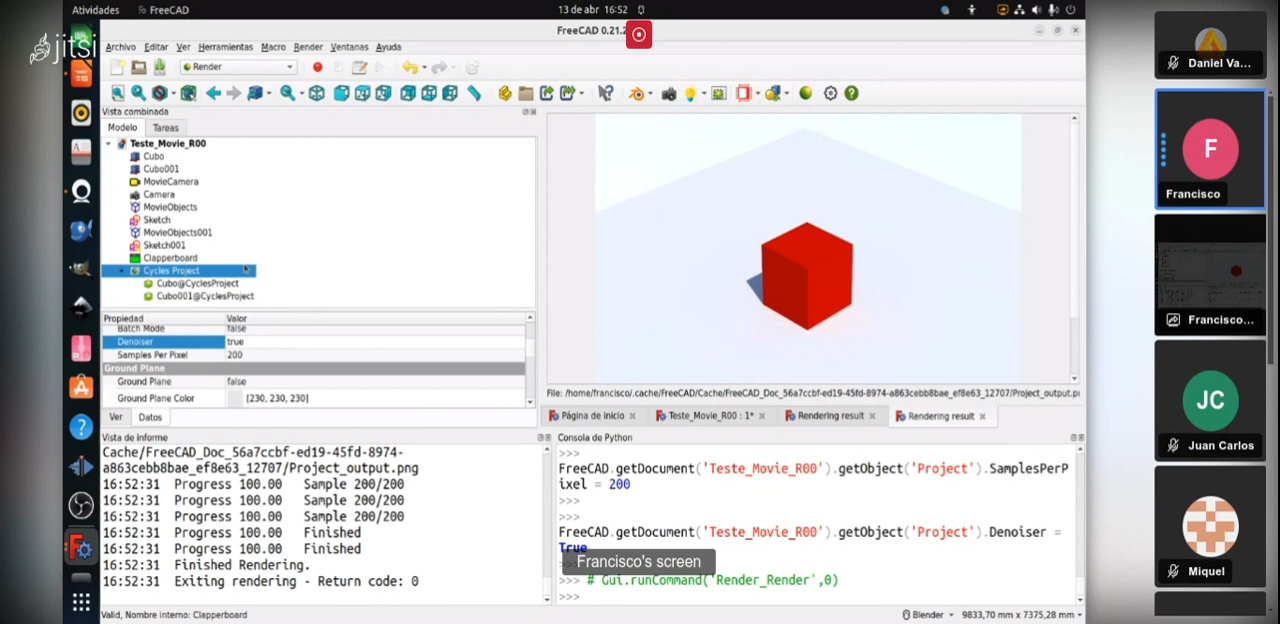 Atividades
FreeCAD
13 de abr 16:52
FreeCAD 0.21.2
jitsi
Archivo Editar Ver Herramientas Macro Render Ventanas Ayuda
Render
Vista combinada
Modelo Tareas
Teste_Movie_R00
Cubo
Cubo001
MovieCamera
Camera
MovieObjects
Sketch
MovieObjects001
Sketch001
Clapperboard
Cycles Project
Cubo@CyclesProject
Cubo001@CyclesProject
Propiedad Valor
Batch Mode false
Denoiser true
Samples Per Pixel 200
Ground Plane
Ground Plane false
Ground Plane Color [230, 230, 230]
Ver Datos
File: /home/francisco/.cache/FreeCAD/Cache/FreeCAD_Doc_56a7ccbf-ed19-45fd-8974-a863cebb8bae_ef8e63_12707/Project_output.p
Página de inicio
Teste_Movie_R00 : 1*
Rendering result
Rendering result
Vista de informe
Cache/FreeCAD_Doc_56a7ccbf-ed19-45fd-8974-
a863cebb8bae_ef8e63_12707/Project_output.png
16:52:31 Progress 100.00 Sample 200/200
16:52:31 Progress 100.00 Sample 200/200
16:52:31 Progress 100.00 Sample 200/200
16:52:31 Progress 100.00 Finished
16:52:31 Progress 100.00 Finished
16:52:31 Finished Rendering.
16:52:31 Exiting rendering - Return code: 0
Consola de Python
>>>
FreeCAD.getDocument('Teste_Movie_R00').getObject('Project').SamplesPerP
ixel = 200
>>>
>>>
FreeCAD.getDocument('Teste_Movie_R00').getObject('Project').Denoiser =
True
Francisco's screen
>>> # Gui.runCommand('Render_Render',0)
>>>
Valid, Nombre interno: Clapperboard
Blender
9833,70 mm x 7375,28 mm
Daniel Va...
F
Francisco
Francisco...
JC
Juan Carlos
Miquel